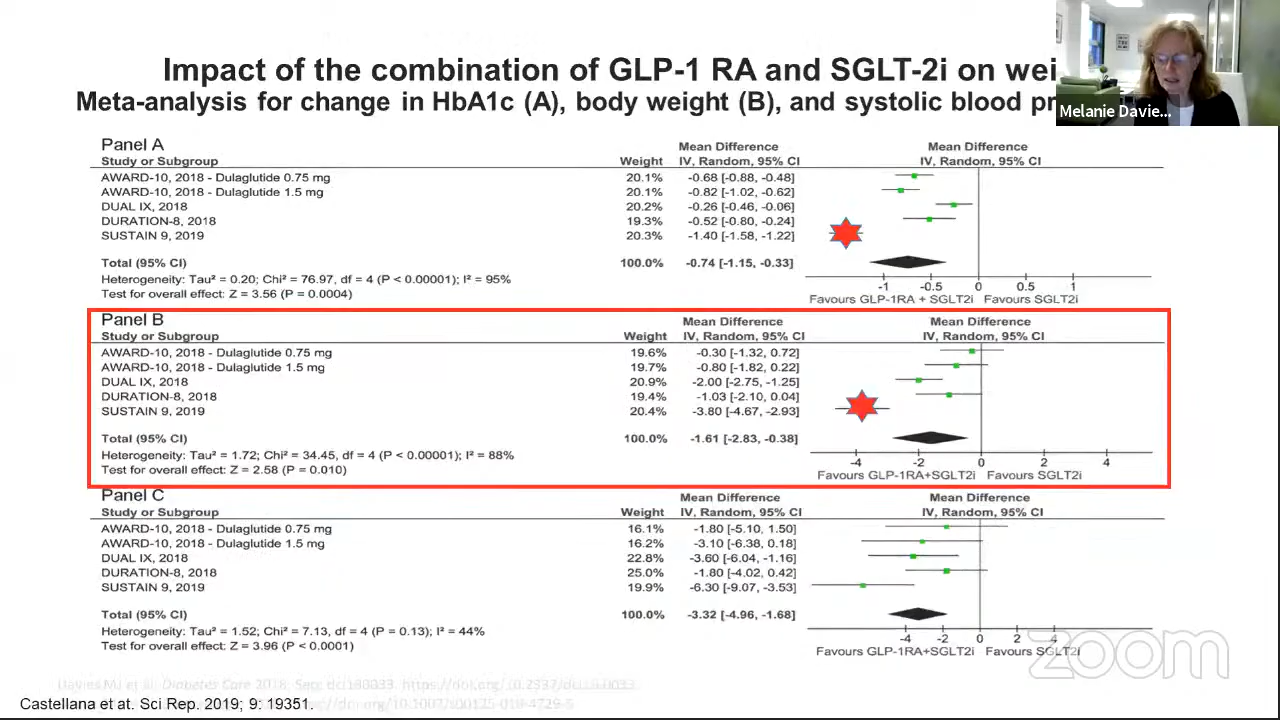 Impact of the combination of GLP-1 RA and SGLT-2i on wei
Meta-analysis for change in HbA1c (A), body weight (B), and systolic blood pr
Melanie Davie...
Panel A
Mean Difference Mean Difference
Study or Subgroup Weight IV, Random, 95% CI IV, Random, 95% CI
AWARD-10, 2018 - Dulaglutide 0.75 mg 20.1% -0.68 [-0.88, -0.48]
AWARD-10, 2018 - Dulaglutide 1.5 mg 20.1% -0.82 [-1.02, -0.62]
DUAL IX, 2018 20.2% -0.26 [-0.46, -0.06]
DURATION-8, 2018 19.3% -0.52 [-0.80, -0.24]
SUSTAIN 9, 2019 20.3% -1.40 [-1.58, -1.22]
Total (95% CI) 100.0% -0.74 [-1.15, -0.33]
Heterogeneity: Tau² = 0.20; Chi² = 76.97, df = 4 (P < 0.00001); I² = 95%
Test for overall effect: Z = 3.56 (P = 0.0004)
-1 -0.5 0 0.5 1
Favours GLP-1RA + SGLT2i Favours SGLT2i
Panel B
Mean Difference Mean Difference
Study or Subgroup Weight IV, Random, 95% CI IV, Random, 95% CI
AWARD-10, 2018 - Dulaglutide 0.75 mg 19.6% -0.30 [-1.32, 0.72]
AWARD-10, 2018 - Dulaglutide 1.5 mg 19.7% -0.80 [-1.82, 0.22]
DUAL IX, 2018 20.9% -2.00 [-2.75, -1.25]
DURATION-8, 2018 19.4% -1.03 [-2.10, 0.04]
SUSTAIN 9, 2019 20.4% -3.80 [-4.67, -2.93]
Total (95% CI) 100.0% -1.61 [-2.83, -0.38]
Heterogeneity: Tau² = 1.72; Chi² = 34.45, df = 4 (P < 0.00001); I² = 88%
Test for overall effect: Z = 2.58 (P = 0.010)
-4 -2 0 2 4
Favours GLP-1RA+SGLT2i Favours SGLT2i
Panel C
Mean Difference Mean Difference
Study or Subgroup Weight IV, Random, 95% CI IV, Random, 95% CI
AWARD-10, 2018 - Dulaglutide 0.75 mg 16.1% -1.80 [-5.10, 1.50]
AWARD-10, 2018 - Dulaglutide 1.5 mg 16.2% -3.10 [-6.38, 0.18]
DUAL IX, 2018 22.8% -3.60 [-6.04, -1.16]
DURATION-8, 2018 25.0% -1.80 [-4.02, 0.42]
SUSTAIN 9, 2019 19.9% -6.30 [-9.07, -3.53]
Total (95% CI) 100.0% -3.32 [-4.96, -1.68]
Heterogeneity: Tau² = 1.52; Chi² = 7.13, df = 4 (P = 0.13); I² = 44%
Test for overall effect: Z = 3.96 (P < 0.0001)
-4 -2 0 2 4
Favours GLP-1RA+SGLT2i Favours SGLT2i
zoom
Davies MJ et al. Diabetes Care 2018; Sep;
Castellana et at. Sci Rep. 2019; 9: 19351.